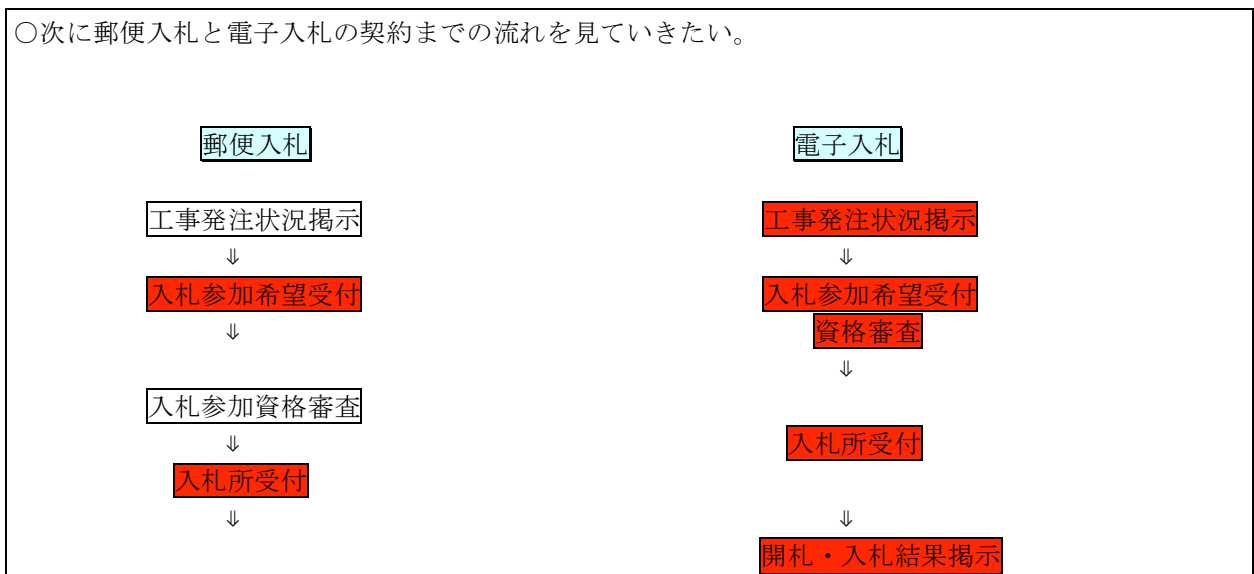 ○次に郵便入札と電子入札の契約までの流れを見ていきたい。
郵便入札
工事発注状況掲示
⇓
入札参加希望受付
⇓
入札参加資格審査
⇓
入札所受付
⇓
電子入札
工事発注状況掲示
⇓
入札参加希望受付
資格審査
⇓
入札所受付
⇓
開札・入札結果掲示